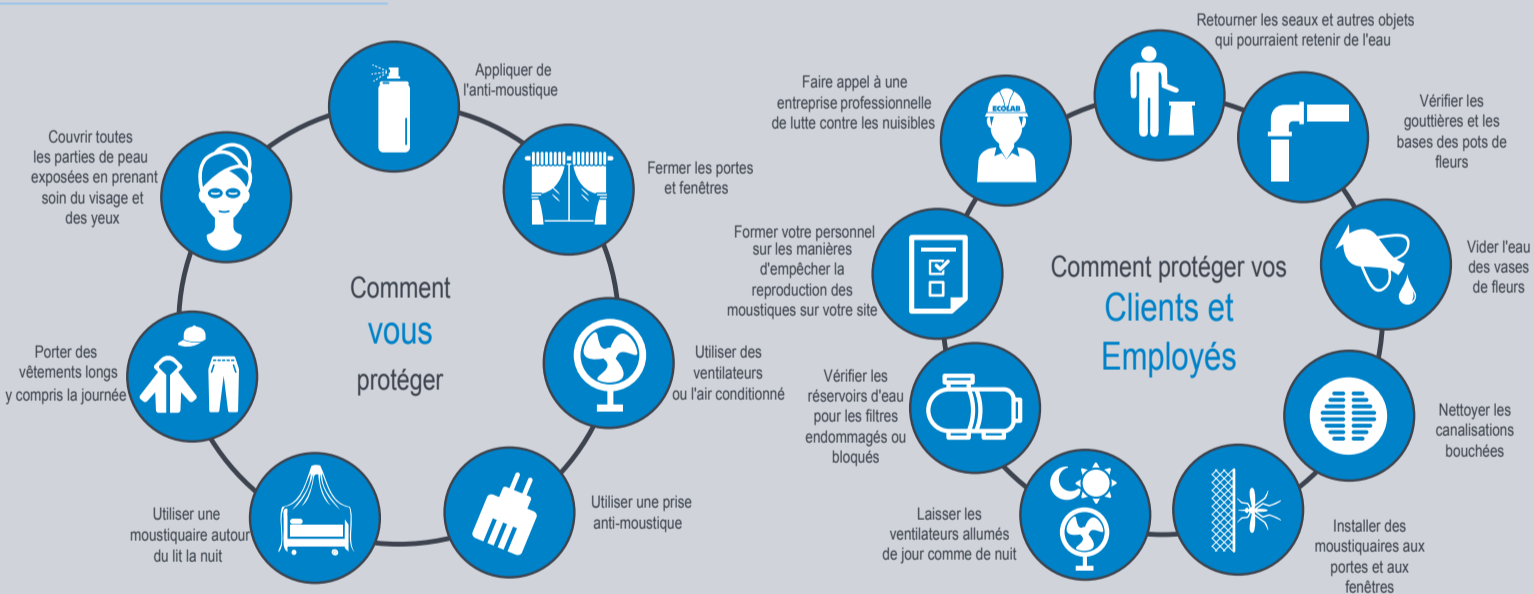 Comment
vous
protéger
Appliquer de
l'anti-moustique
Fermer les portes
et fenêtres
Utiliser des
ventilateurs
ou l'air conditionné
Utiliser une prise
anti-moustique
Utiliser une
moustiquaire autour
du lit la nuit
Porter des
vêtements longs
y compris la journée
Couvrir toutes
les parties de peau
exposées en prenant
soin du visage et
des yeux
Comment protéger vos
Clients et
Employés
Retourner les seaux et autres objets
qui pourraient retenir de l'eau
Vérifier les
gouttières et les
bases des pots de
fleurs
Vider l'eau
des vases
de fleurs
Nettoyer les
canalisations
bouchées
Installer des
moustiquaires aux
portes et aux
fenêtres
Laisser les
ventilateurs allumés
de jour comme de nuit
Vérifier les
réservoirs d'eau
pour les filtres
endommagés ou
bloqués
Former votre personnel
sur les manières
d'empêcher la
reproduction des
moustiques sur votre site
Faire appel à une
entreprise professionnelle
de lutte contre les nuisibles
ECOLAB